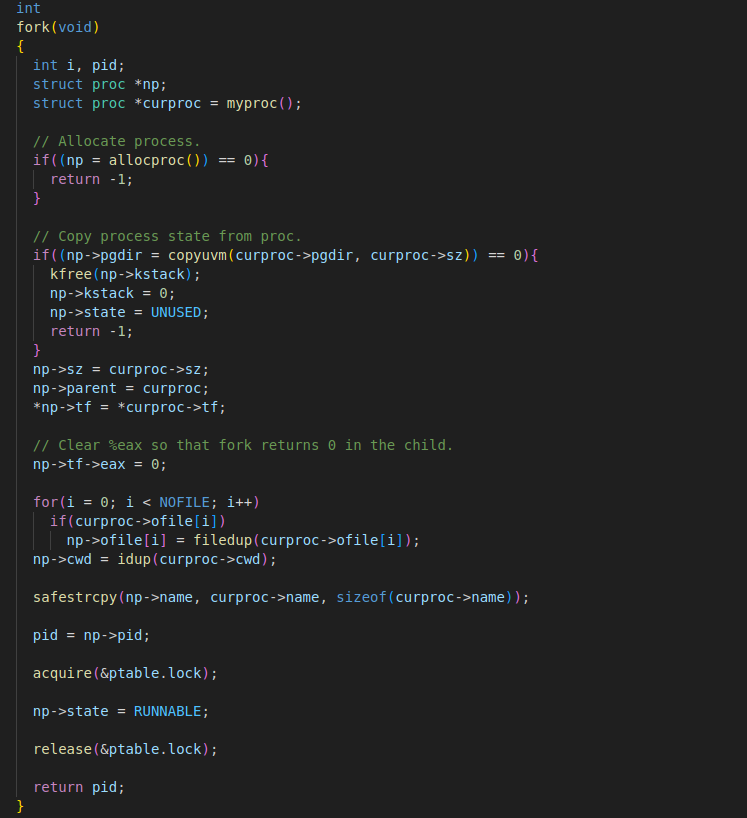 int
fork(void)
{
  int i, pid;
  struct proc *np;
  struct proc *curproc = myproc();

  // Allocate process.
  if((np = allocproc()) == 0){
    return -1;
  }

  // Copy process state from proc.
  if((np->pgdir = copyuvm(curproc->pgdir, curproc->sz)) == 0){
    kfree(np->kstack);
    np->kstack = 0;
    np->state = UNUSED;
    return -1;
  }
  np->sz = curproc->sz;
  np->parent = curproc;
  *np->tf = *curproc->tf;

  // Clear %eax so that fork returns 0 in the child.
  np->tf->eax = 0;

  for(i = 0; i < NOFILE; i++)
    if(curproc->ofile[i])
      np->ofile[i] = filedup(curproc->ofile[i]);
  np->cwd = idup(curproc->cwd);

  safestrcpy(np->name, curproc->name, sizeof(curproc->name));

  pid = np->pid;

  acquire(&ptable.lock);

  np->state = RUNNABLE;

  release(&ptable.lock);

  return pid;
}